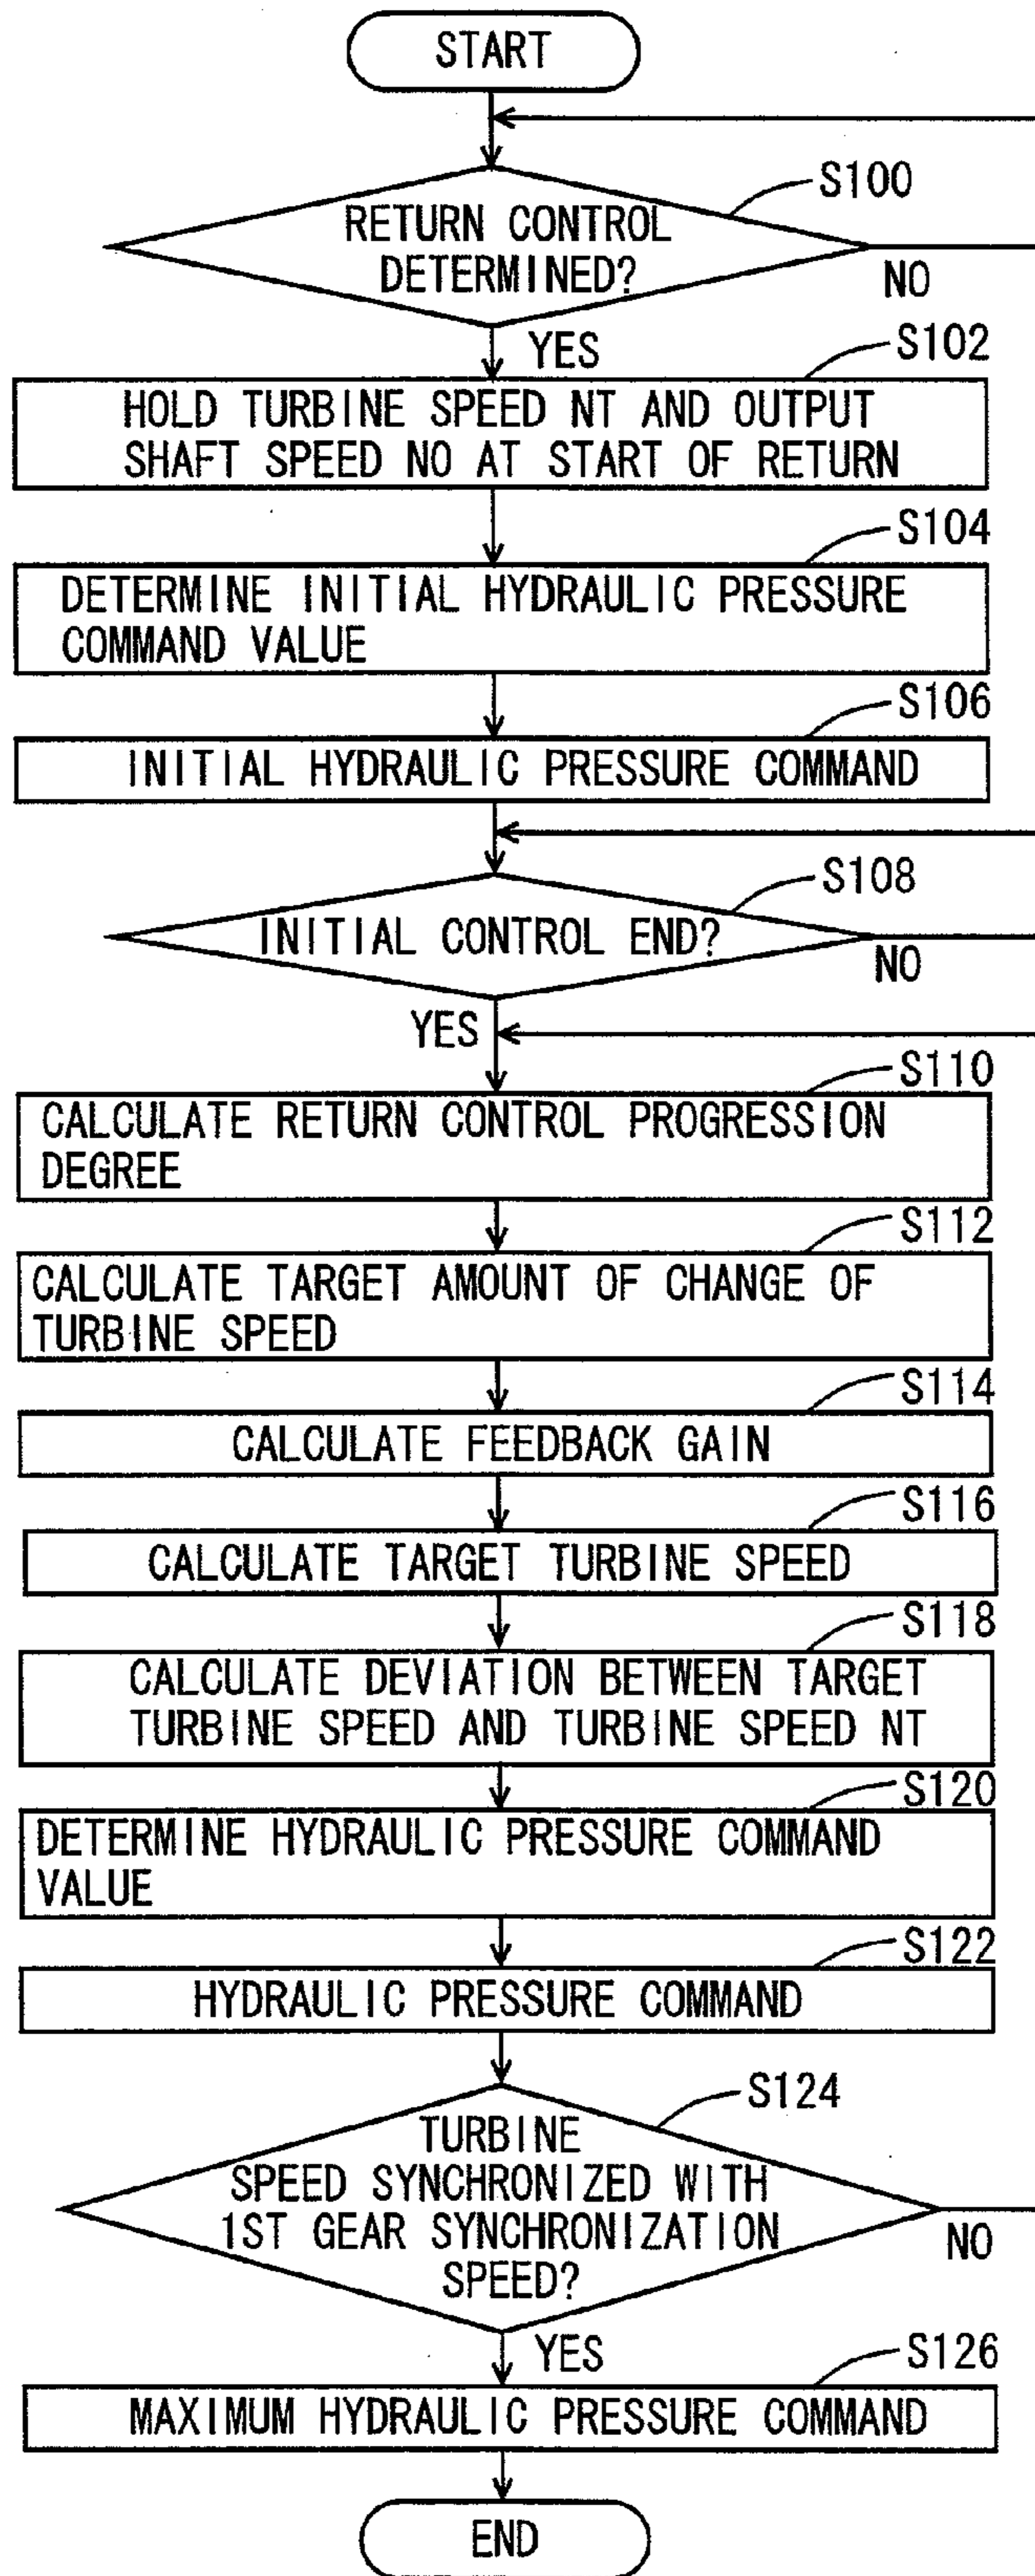 START
S100
RETURN CONTROL
DETERMINED?
NO
YES
S102
HOLD TURBINE SPEED NT AND OUTPUT
SHAFT SPEED NO AT START OF RETURN
S104
DETERMINE INITIAL HYDRAULIC PRESSURE
COMMAND VALUE
S106
INITIAL HYDRAULIC PRESSURE COMMAND
S108
INITIAL CONTROL END?
NO
YES
S110
CALCULATE RETURN CONTROL PROGRESSION
DEGREE
S112
CALCULATE TARGET AMOUNT OF CHANGE OF
TURBINE SPEED
S114
CALCULATE FEEDBACK GAIN
S116
CALCULATE TARGET TURBINE SPEED
S118
CALCULATE DEVIATION BETWEEN TARGET
TURBINE SPEED AND TURBINE SPEED NT
S120
DETERMINE HYDRAULIC PRESSURE COMMAND
VALUE
S122
HYDRAULIC PRESSURE COMMAND
S124
TURBINE
SPEED SYNCHRONIZED WITH
1ST GEAR SYNCHRONIZATION
SPEED?
NO
YES
S126
MAXIMUM HYDRAULIC PRESSURE COMMAND
END